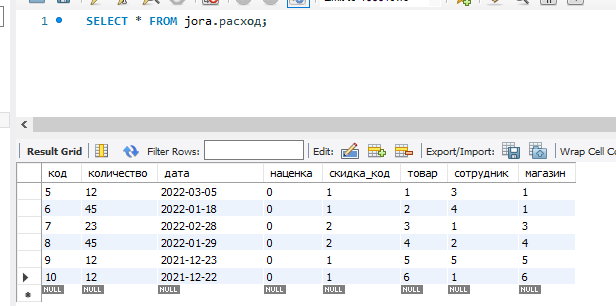 1 SELECT * FROM jora.расход;
Result Grid Filter Rows: Edit: Export/Import: Wrap Cell Co
код количество дата наценка скидка_код товар сотрудник магазин
5 12 2022-03-05 0 1 1 3 1
6 45 2022-01-18 0 1 2 4 1
7 23 2022-02-28 0 2 3 1 3
8 45 2022-01-29 0 2 4 2 4
9 12 2021-12-23 0 1 5 5 5
10 12 2021-12-22 0 1 6 1 6
NULL NULL NULL NULL NULL NULL NULL NULL